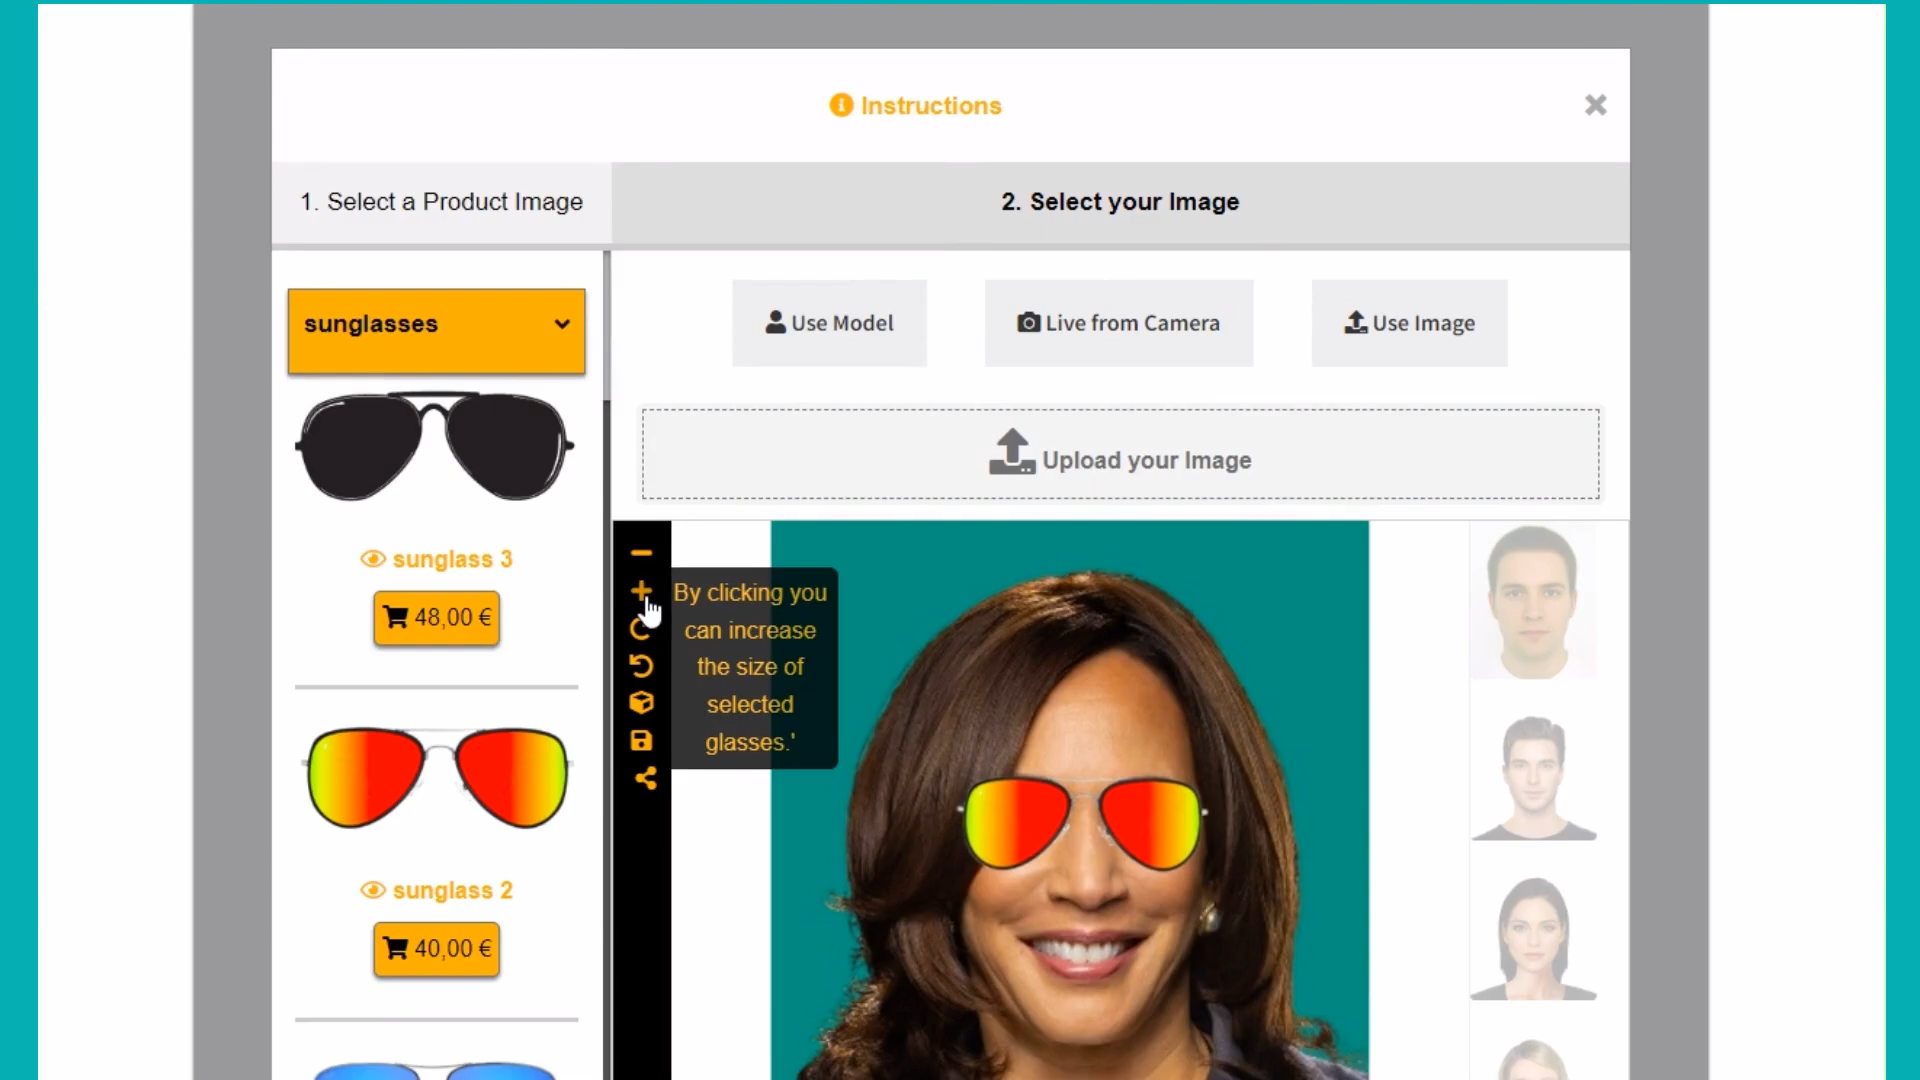 Instructions
1. Select a Product Image
2. Select your Image
sunglasses
Use Model
Live from Camera
Use Image
Upload your Image
sunglass 3
48,00 €
By clicking you
can increase
the size of
selected
glasses.'
sunglass 2
40,00 €